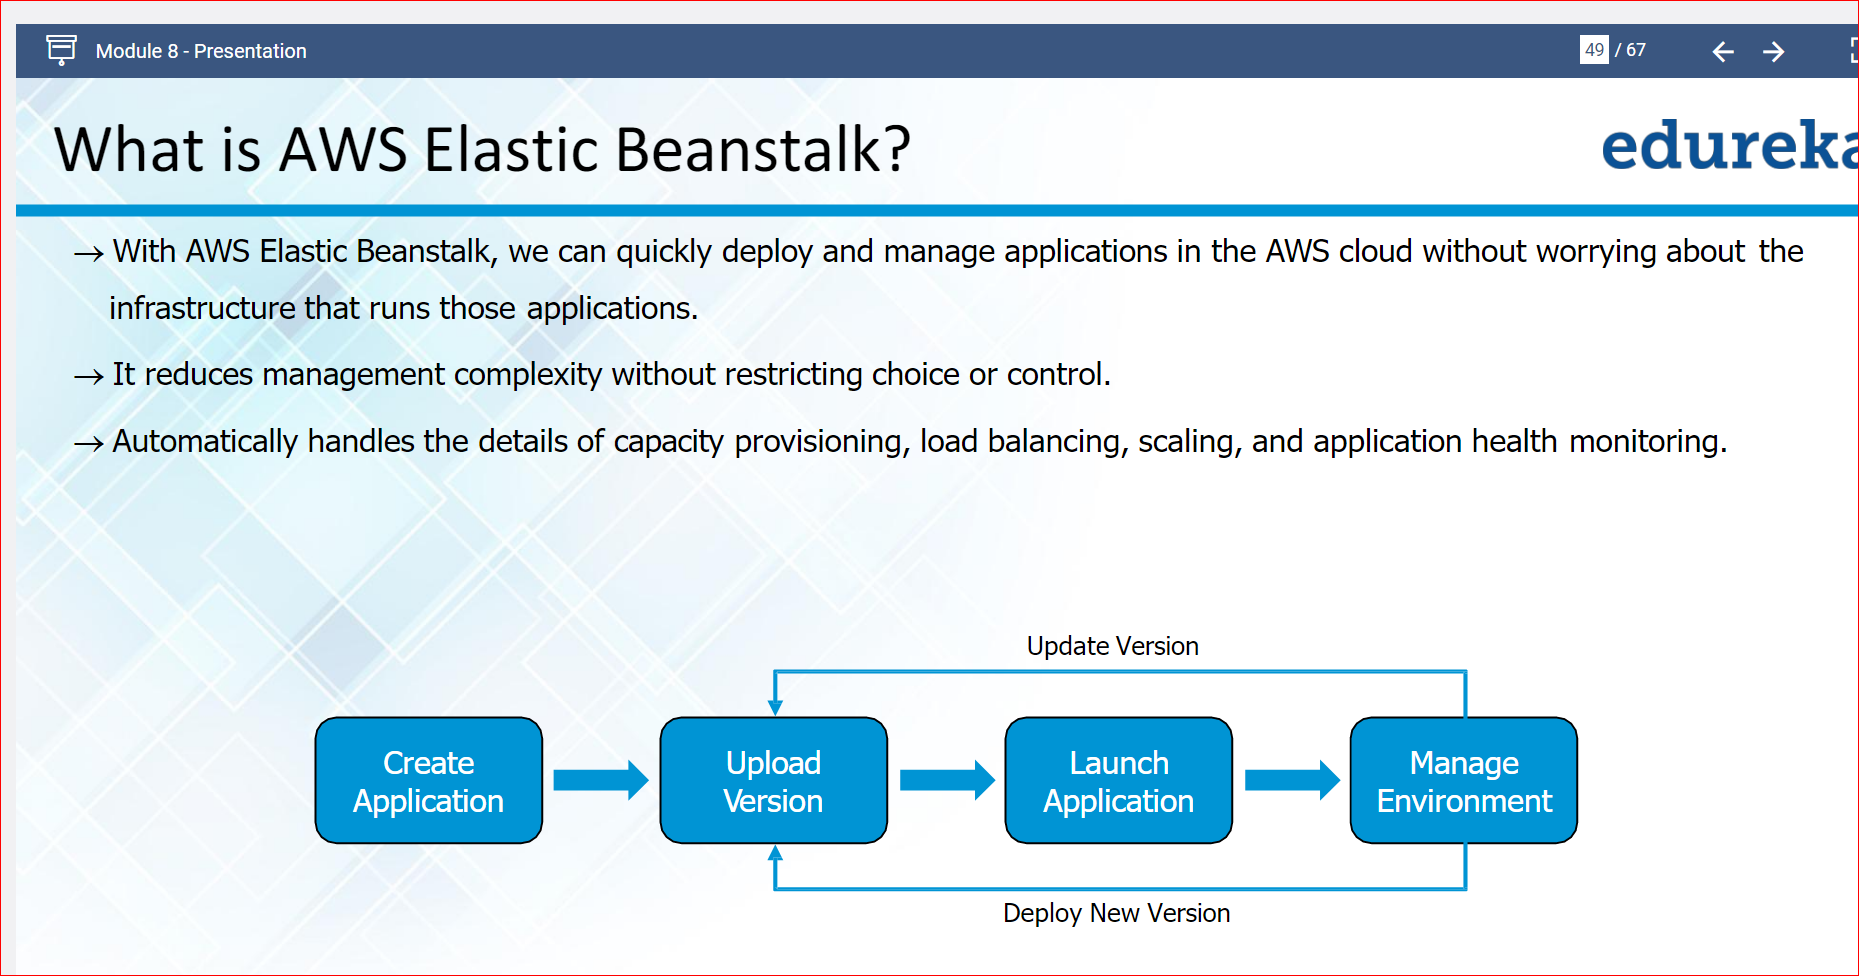 Module 8 - Presentation
49 / 67
What is AWS Elastic Beanstalk?
edureka
→ With AWS Elastic Beanstalk, we can quickly deploy and manage applications in the AWS cloud without worrying about the
infrastructure that runs those applications.
→ It reduces management complexity without restricting choice or control.
→ Automatically handles the details of capacity provisioning, load balancing, scaling, and application health monitoring.
Update Version
Create
Application
Upload
Version
Launch
Application
Manage
Environment
Deploy New Version